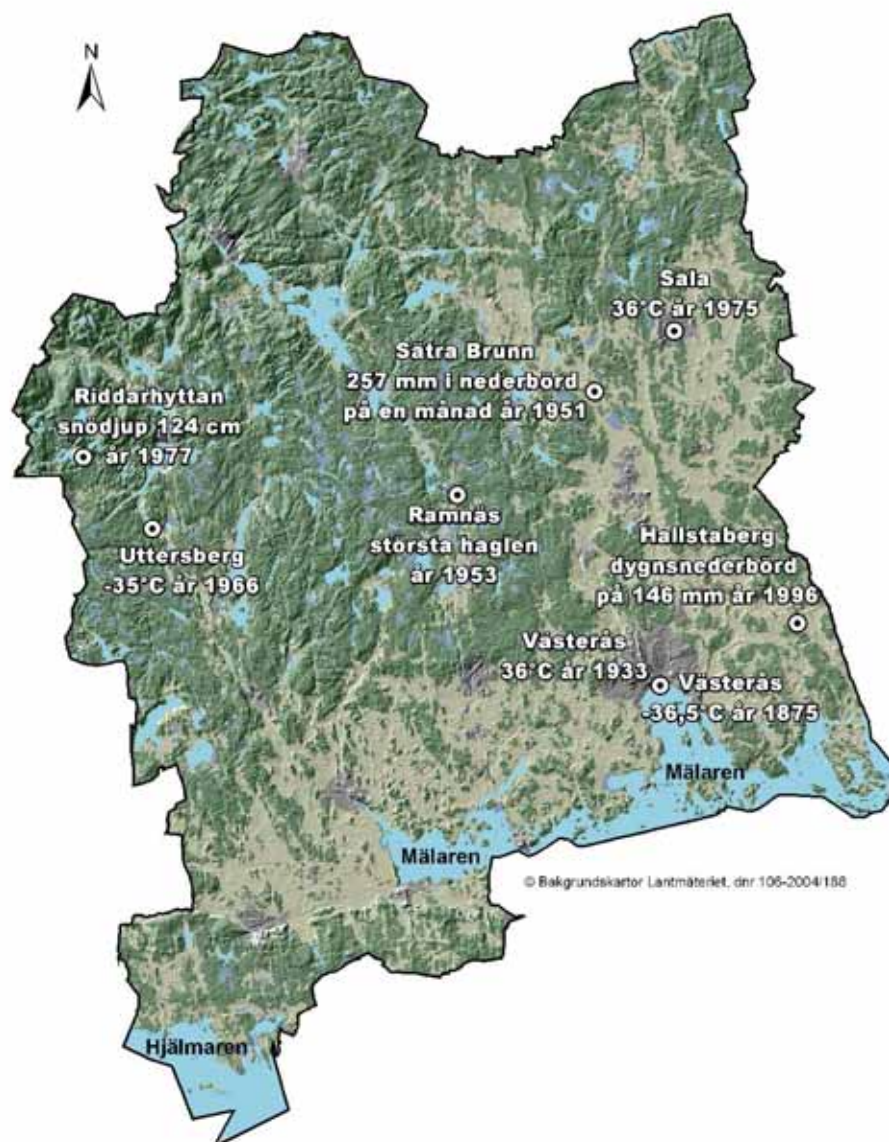 N
Sala
36°C år 1975
Sätra Brunn
257 mm i nederbörd
på en månad år 1951
Riddarhyttan
snödjup 124 cm
år 1977
Ramnäs
största haglen
år 1953
Uttersberg
-35°C år 1966
Hallstaberg
dygnsnederbörd
på 146 mm år 1996
Västerås
36°C år 1933
Västerås
-36,5°C år 1875
Mälaren
Mälaren
© Bakgrundskartor Lantmäteriet, dnr 106-2004/188
Hjälmaren